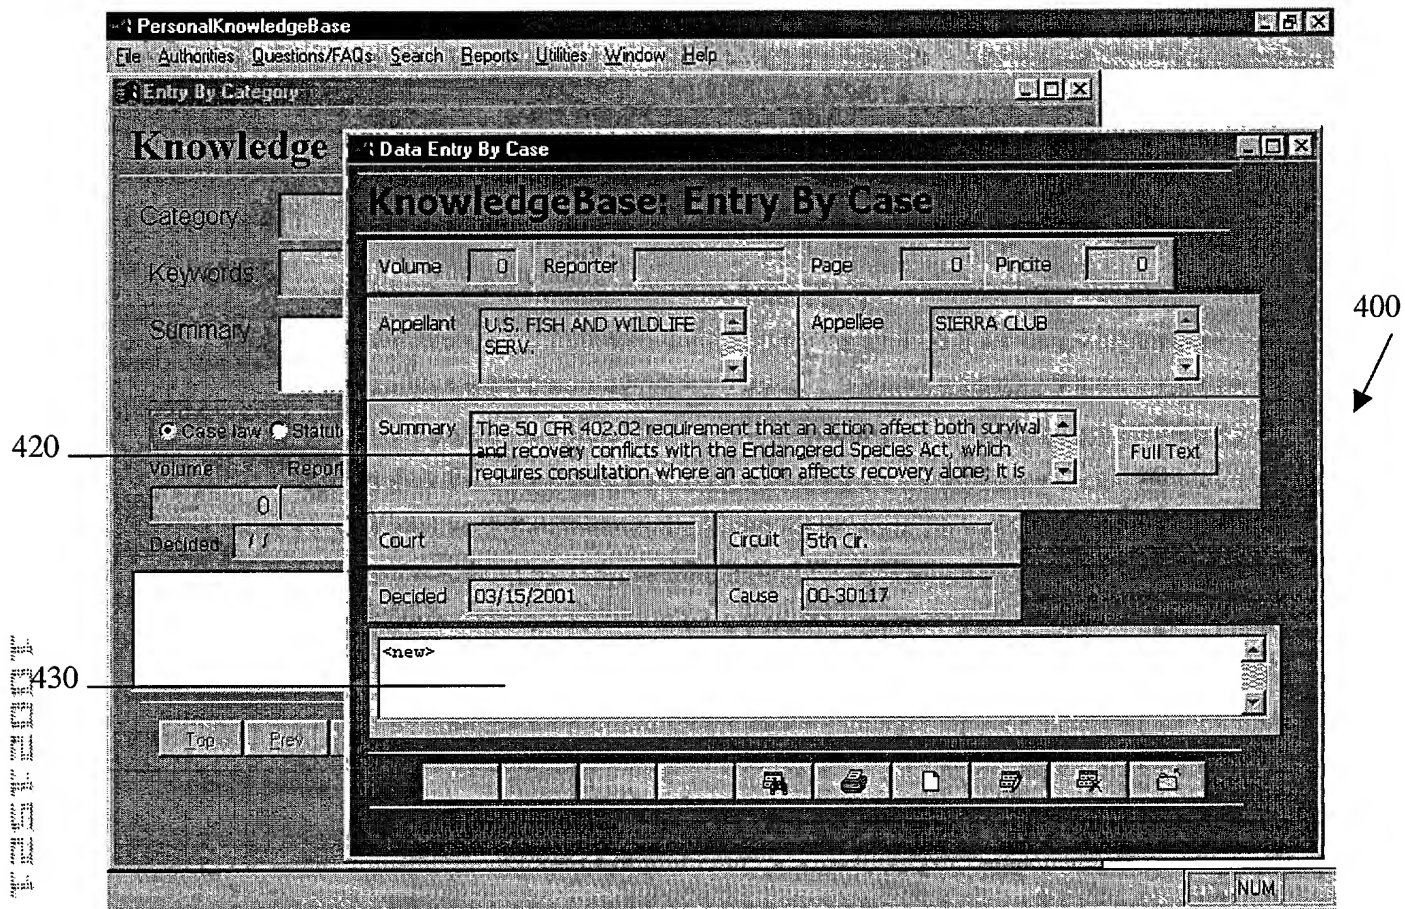 PersonalKnowledgeBase
File Authorities Questions/FAQs Search Reports Utilities Window Help
Entry By Category
Knowledge
Data Entry By Case
KnowledgeBase: Entry By Case
Category
Keywords
Summary
Volume 0 Reporter Page 0 Pincite 0
Appellant U.S. FISH AND WILDLIFE SERV.
Appellee SIERRA CLUB
400
Summary The 50 CFR 402.02 requirement that an action affect both survival
and recovery conflicts with the Endangered Species Act, which
requires consultation where an action affects recovery alone; it is
Full Text
420
Case law Statut
Volume Report
0
Decided / /
Court Circuit 5th Cir.
Decided 03/15/2001 Cause 00-30117
<new>
430
Top Prev
NUM